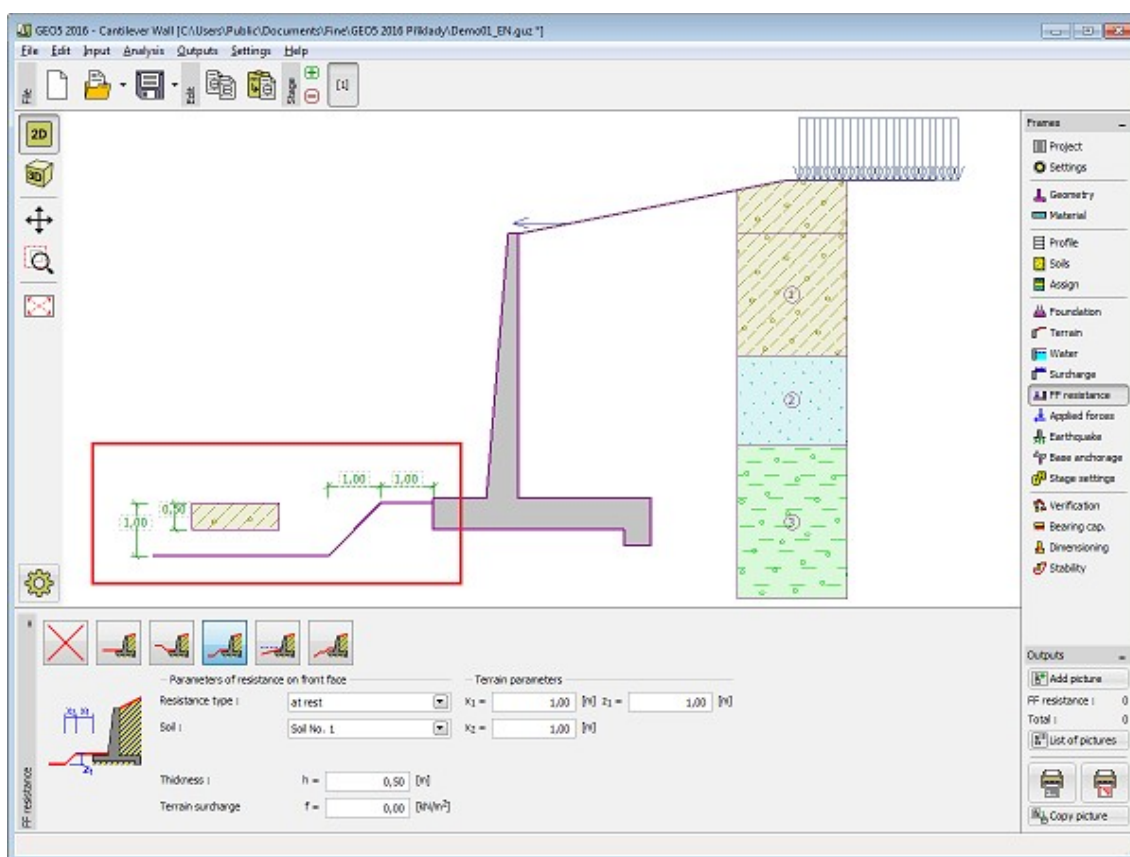 GEO5 2016 - Cantilever Wall [C:\Users\Public\Documents\Fine\GEO5 2016 Příklady\Demo01_EN.guz *]
File Edit Input Analysis Outputs Settings Help
File
Edit
Stage
[1]
2D
3D
Frames
Project
Settings
Geometry
Material
Profile
Soils
Assign
Foundation
Terrain
Water
Surcharge
FF resistance
Applied forces
Earthquake
Base anchorage
Stage settings
Verification
Bearing cap.
Dimensioning
Stability
1
2
3
1,00 1,00
0,50
1,00
Outputs
Add picture
FF resistance : 0
Total : 0
List of pictures
Copy picture
FF resistance
Parameters of resistance on front face
Resistance type : at rest
Soil : Soil No. 1
Thickness : h = 0,50 [m]
Terrain surcharge f = 0,00 [kN/m²]
Terrain parameters
x₁ = 1,00 [m] z₁ = 1,00 [m]
x₂ = 1,00 [m]